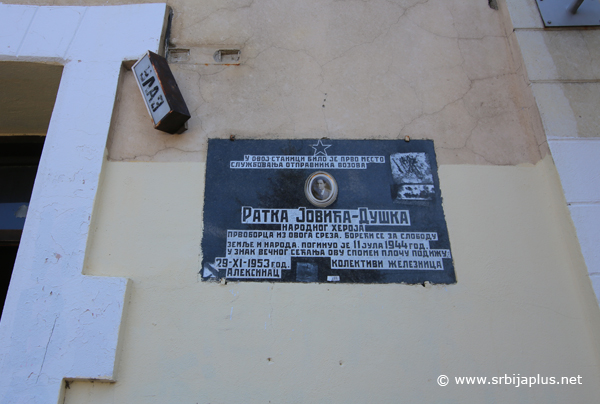 УЛАЗ
У ОВОЈ СТАНИЦИ БИЛО ЈЕ ПРВО МЕСТО
СЛУЖБОВАЊА ОТПРАВНИКА ВОЗОВА
РАТКА ЈОВИЋА-ДУШКА
НАРОДНОГ ХЕРОЈА
ПРВОБОРЦА ИЗ ОВОГА СРЕЗА. БОРЕЋИ СЕ ЗА СЛОБОДУ
ЗЕМЉЕ И НАРОДА, ПОГИНУО ЈЕ 11 ЈУЛА 1944 ГОД.
У ЗНАК ВЕЧНОГ СЕЋАЊА ОВУ СПОМЕН ПЛОЧУ ПОДИЖУ
29-XI-1953 ГОД. КОЛЕКТИВИ ЖЕЛЕЗНИЦА
АЛЕКСИНАЦ
© www.srbijaplus.net